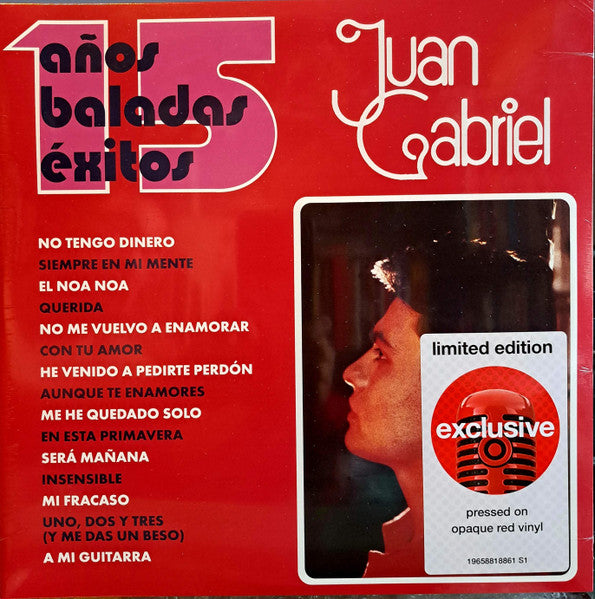 15
años
baladas
éxitos
Juan
Gabriel
NO TENGO DINERO
SIEMPRE EN MI MENTE
EL NOA NOA
QUERIDA
NO ME VUELVO A ENAMORAR
CON TU AMOR
HE VENIDO A PEDIRTE PERDÓN
AUNQUE TE ENAMORES
ME HE QUEDADO SOLO
EN ESTA PRIMAVERA
SERÁ MAÑANA
INSENSIBLE
MI FRACASO
UNO, DOS Y TRES
(Y ME DAS UN BESO)
A MI GUITARRA
limited edition
exclusive
pressed on
opaque red vinyl
19658818861 S1